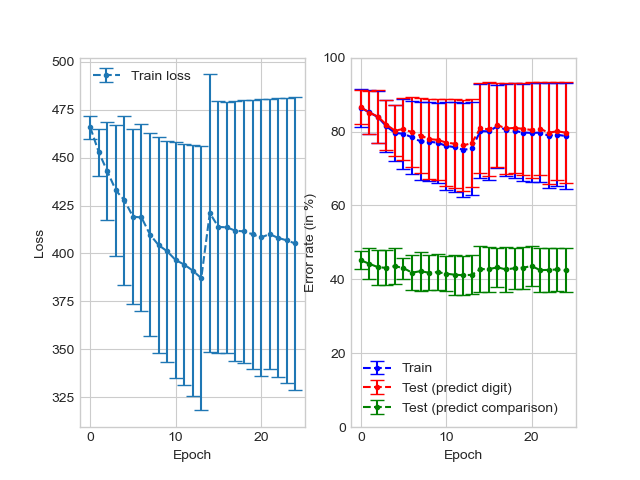 500
475
450
425
400
375
350
325
0
10
20
Epoch
Loss
Train loss
100
80
60
40
20
0
0
10
20
Epoch
Error rate (in %)
Train
Test (predict digit)
Test (predict comparison)